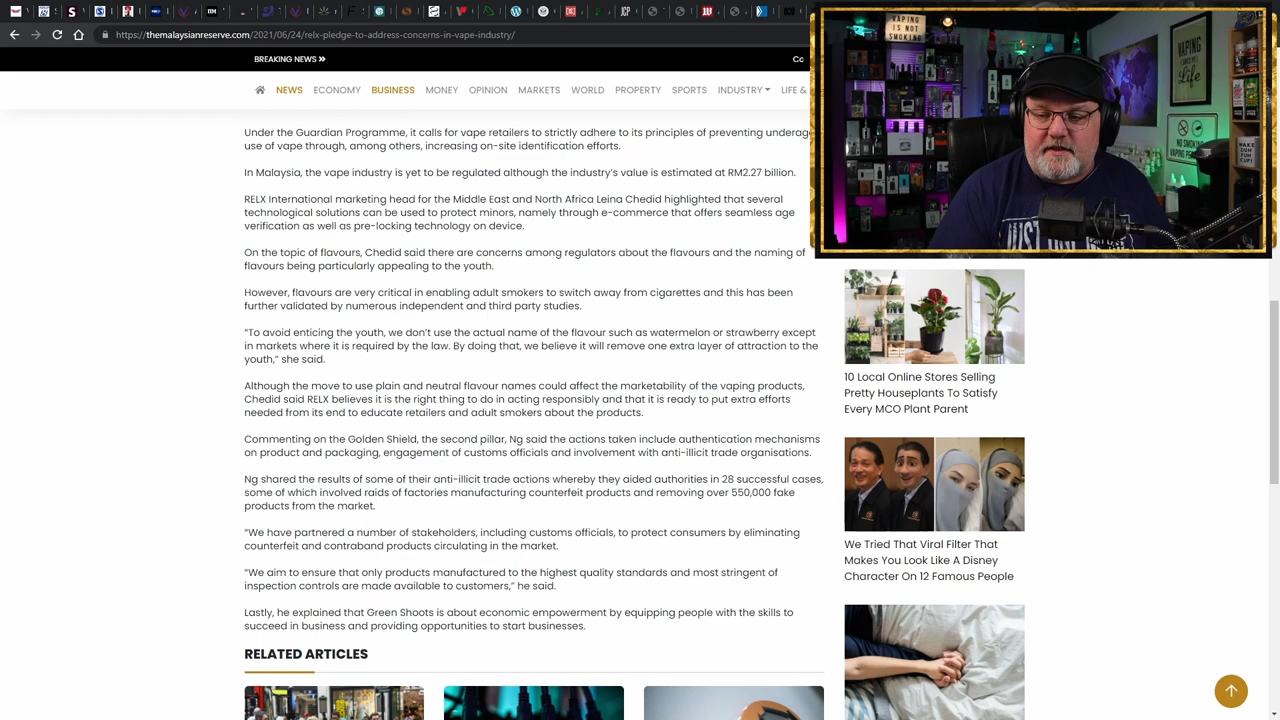 https://themalaysianreserve.com/2021/06/24/relx-pledge-to-address-concerns-in-vape-industry/
BREAKING NEWS
NEWS ECONOMY BUSINESS MONEY OPINION MARKETS WORLD PROPERTY SPORTS INDUSTRY LIFE &
Under the Guardian Programme, it calls for vape retailers to strictly adhere to its principles of preventing underage
use of vape through, among others, increasing on-site identification efforts.
In Malaysia, the vape industry is yet to be regulated although the industry's value is estimated at RM2.27 billion.
RELX International marketing head for the Middle East and North Africa Leina Chedid highlighted that several
technological solutions can be used to protect minors, namely through e-commerce that offers seamless age
verification as well as pre-locking technology on device.
On the topic of flavours, Chedid said there are concerns among regulators about the flavours and the naming of
flavours being particularly appealing to the youth.
However, flavours are very critical in enabling adult smokers to switch away from cigarettes and this has been
further validated by numerous independent and third party studies.
“To avoid enticing the youth, we don't use the actual name of the flavour such as watermelon or strawberry except
in markets where it is required by the law. By doing that, we believe it will remove one extra layer of attraction to the
youth,” she said.
Although the move to use plain and neutral flavour names could affect the marketability of the vaping products,
Chedid said RELX believes it is the right thing to do in acting responsibly and that it is ready to put extra efforts
needed from its end to educate retailers and adult smokers about the products.
Commenting on the Golden Shield, the second pillar, Ng said the actions taken include authentication mechanisms
on product and packaging, engagement of customs officials and involvement with anti-illicit trade organisations.
Ng shared the results of some of their anti-illicit trade actions whereby they aided authorities in 28 successful cases,
some of which involved raids of factories manufacturing counterfeit products and removing over 550,000 fake
products from the market.
“We have partnered a number of stakeholders, including customs officials, to protect consumers by eliminating
counterfeit and contraband products circulating in the market.
“We aim to ensure that only products manufactured to the highest quality standards and most stringent of
inspection controls are made available to customers,” he said.
Lastly, he explained that Green Shoots is about economic empowerment by equipping people with the skills to
succeed in business and providing opportunities to start businesses.
RELATED ARTICLES
VAPING
IS NOT
SMOKING
VAPING
Life
NO SMOKING
WAKE
DUH
FUH
CUP!
10 Local Online Stores Selling
Pretty Houseplants To Satisfy
Every MCO Plant Parent
We Tried That Viral Filter That
Makes You Look Like A Disney
Character On 12 Famous People